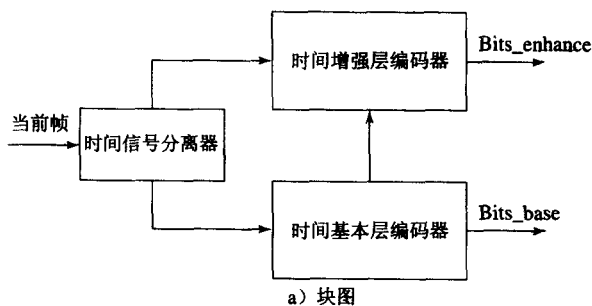 时间增强层编码器
Bits_enhance
当前帧
时间信号分离器
时间基本层编码器
Bits_base
a）块图